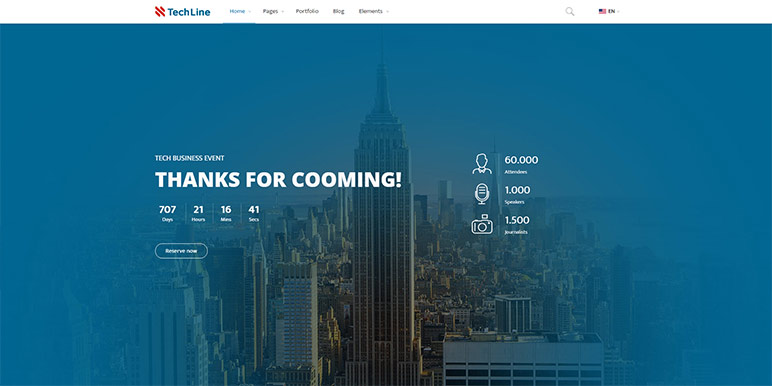 TechLine
Home Pages Portfolio Blog Elements EN
TECH BUSINESS EVENT
THANKS FOR COOMING!
707 21 16 41
Days Hours Mins Secs
Reserve now
60.000
Attendees
1.000
Speakers
1.500
Journalists